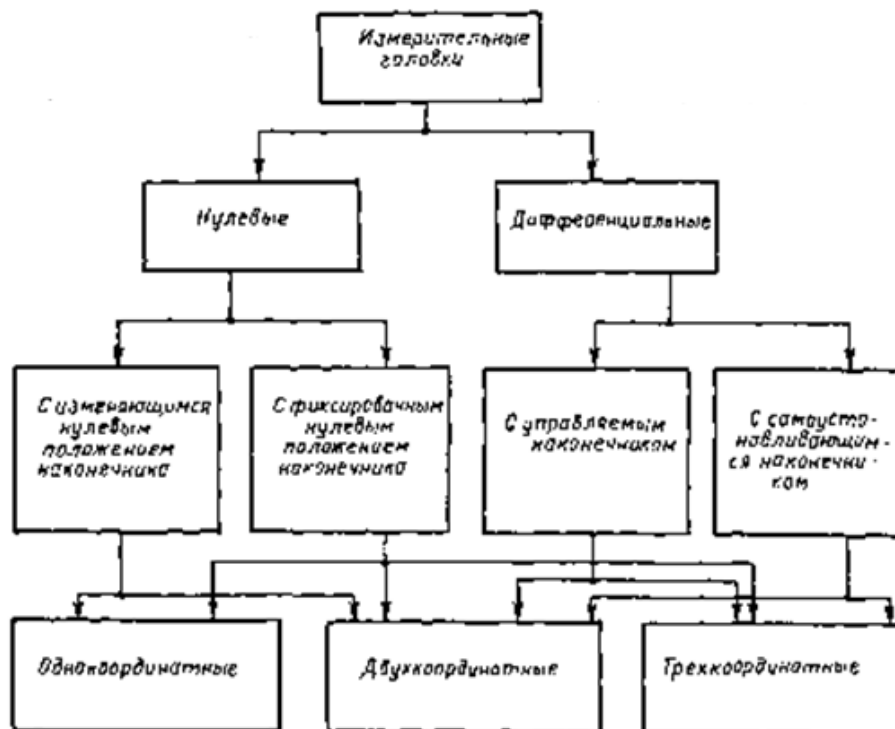 Измерительные
головки
Нулевые
Дифференциальные
С изменяющимся
нулевым
положением
наконечника
С фиксированным
нулевым
положением
наконечника
С управляемым
наконечником
С самоуста-
навливающим-
ся наконечни-
ком
Однокоординатные
Двухкоординатные
Трехкоординатные